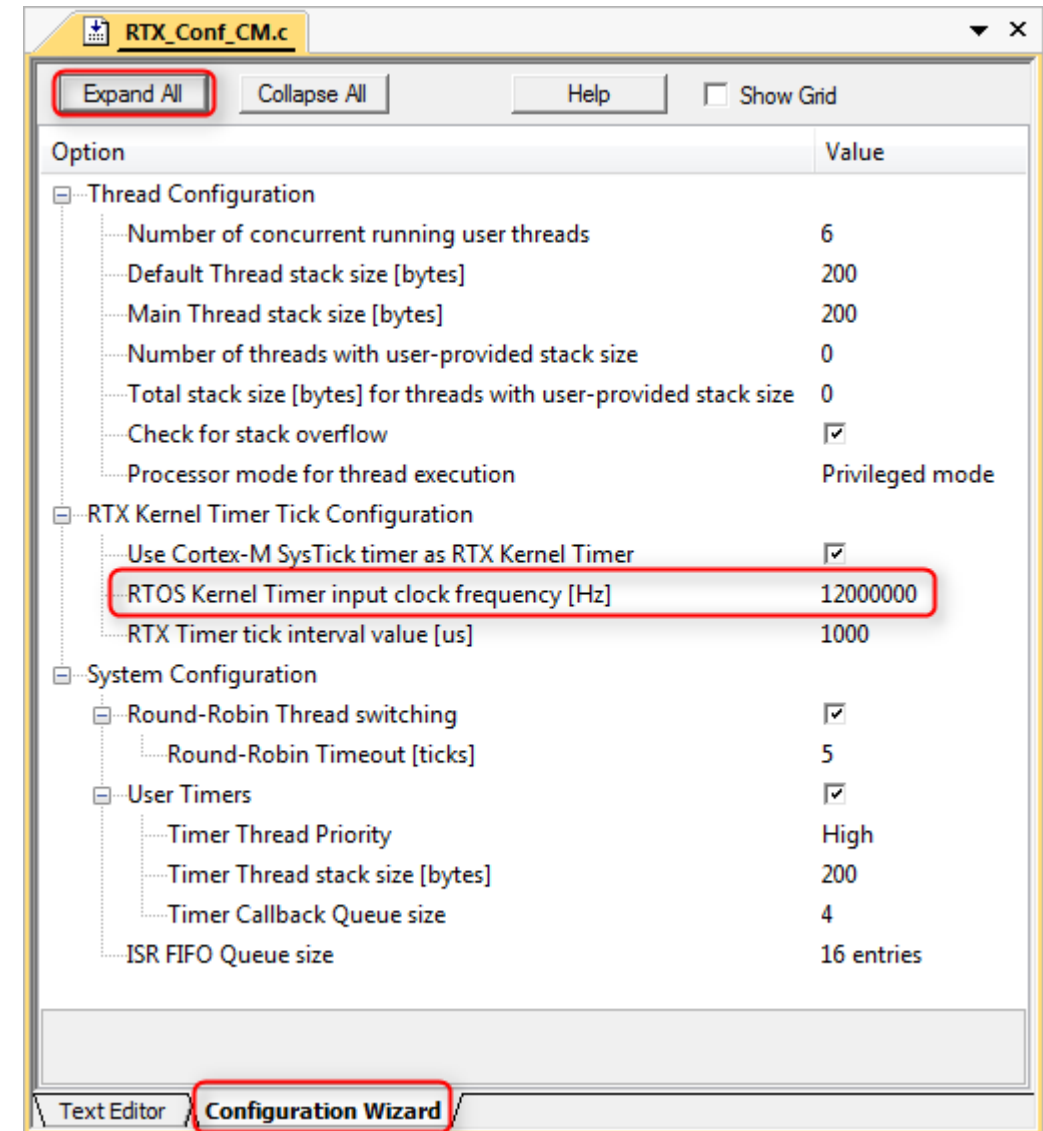 RTX_Conf_CM.c
Expand All Collapse All Help Show Grid
Option Value
Thread Configuration
Number of concurrent running user threads 6
Default Thread stack size [bytes] 200
Main Thread stack size [bytes] 200
Number of threads with user-provided stack size 0
Total stack size [bytes] for threads with user-provided stack size 0
Check for stack overflow
Processor mode for thread execution Privileged mode
RTX Kernel Timer Tick Configuration
Use Cortex-M SysTick timer as RTX Kernel Timer
RTOS Kernel Timer input clock frequency [Hz] 12000000
RTX Timer tick interval value [us] 1000
System Configuration
Round-Robin Thread switching
Round-Robin Timeout [ticks] 5
User Timers
Timer Thread Priority High
Timer Thread stack size [bytes] 200
Timer Callback Queue size 4
ISR FIFO Queue size 16 entries
Text Editor Configuration Wizard